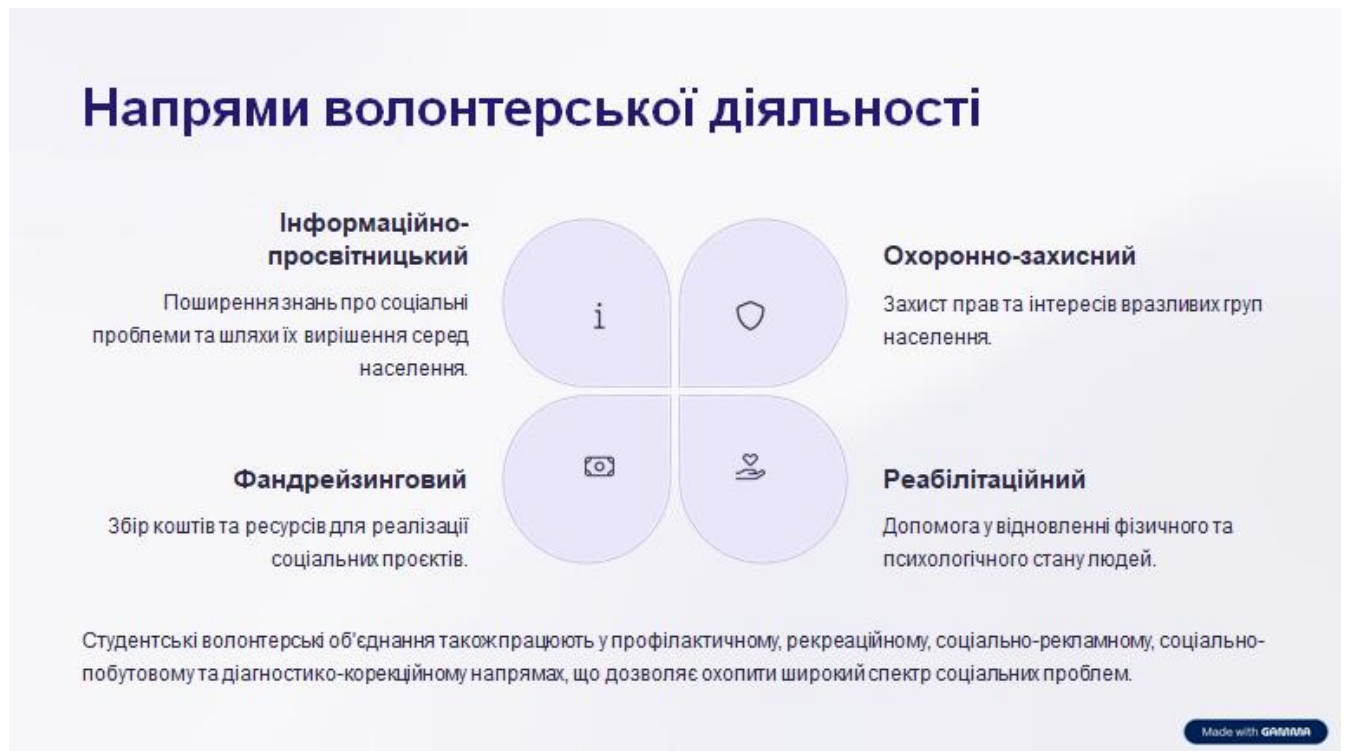 Напрями волонтерської діяльності
Інформаційно-
просвітницький
Поширення знань про соціальні
проблеми та шляхи їх вирішення серед
населення.
Охоронно-захисний
Захист прав та інтересів вразливих груп
населення.
Фандрейзинговий
Збір коштів та ресурсів для реалізації
соціальних проєктів.
Реабілітаційний
Допомога у відновленні фізичного та
психологічного стану людей.
Студентські волонтерські об'єднання також працюють у профілактичному, рекреаційному, соціально-рекламному, соціально-
побутовому та діагностико-корекційному напрямах, що дозволяє охопити широкий спектр соціальних проблем.
Made with GAMMA